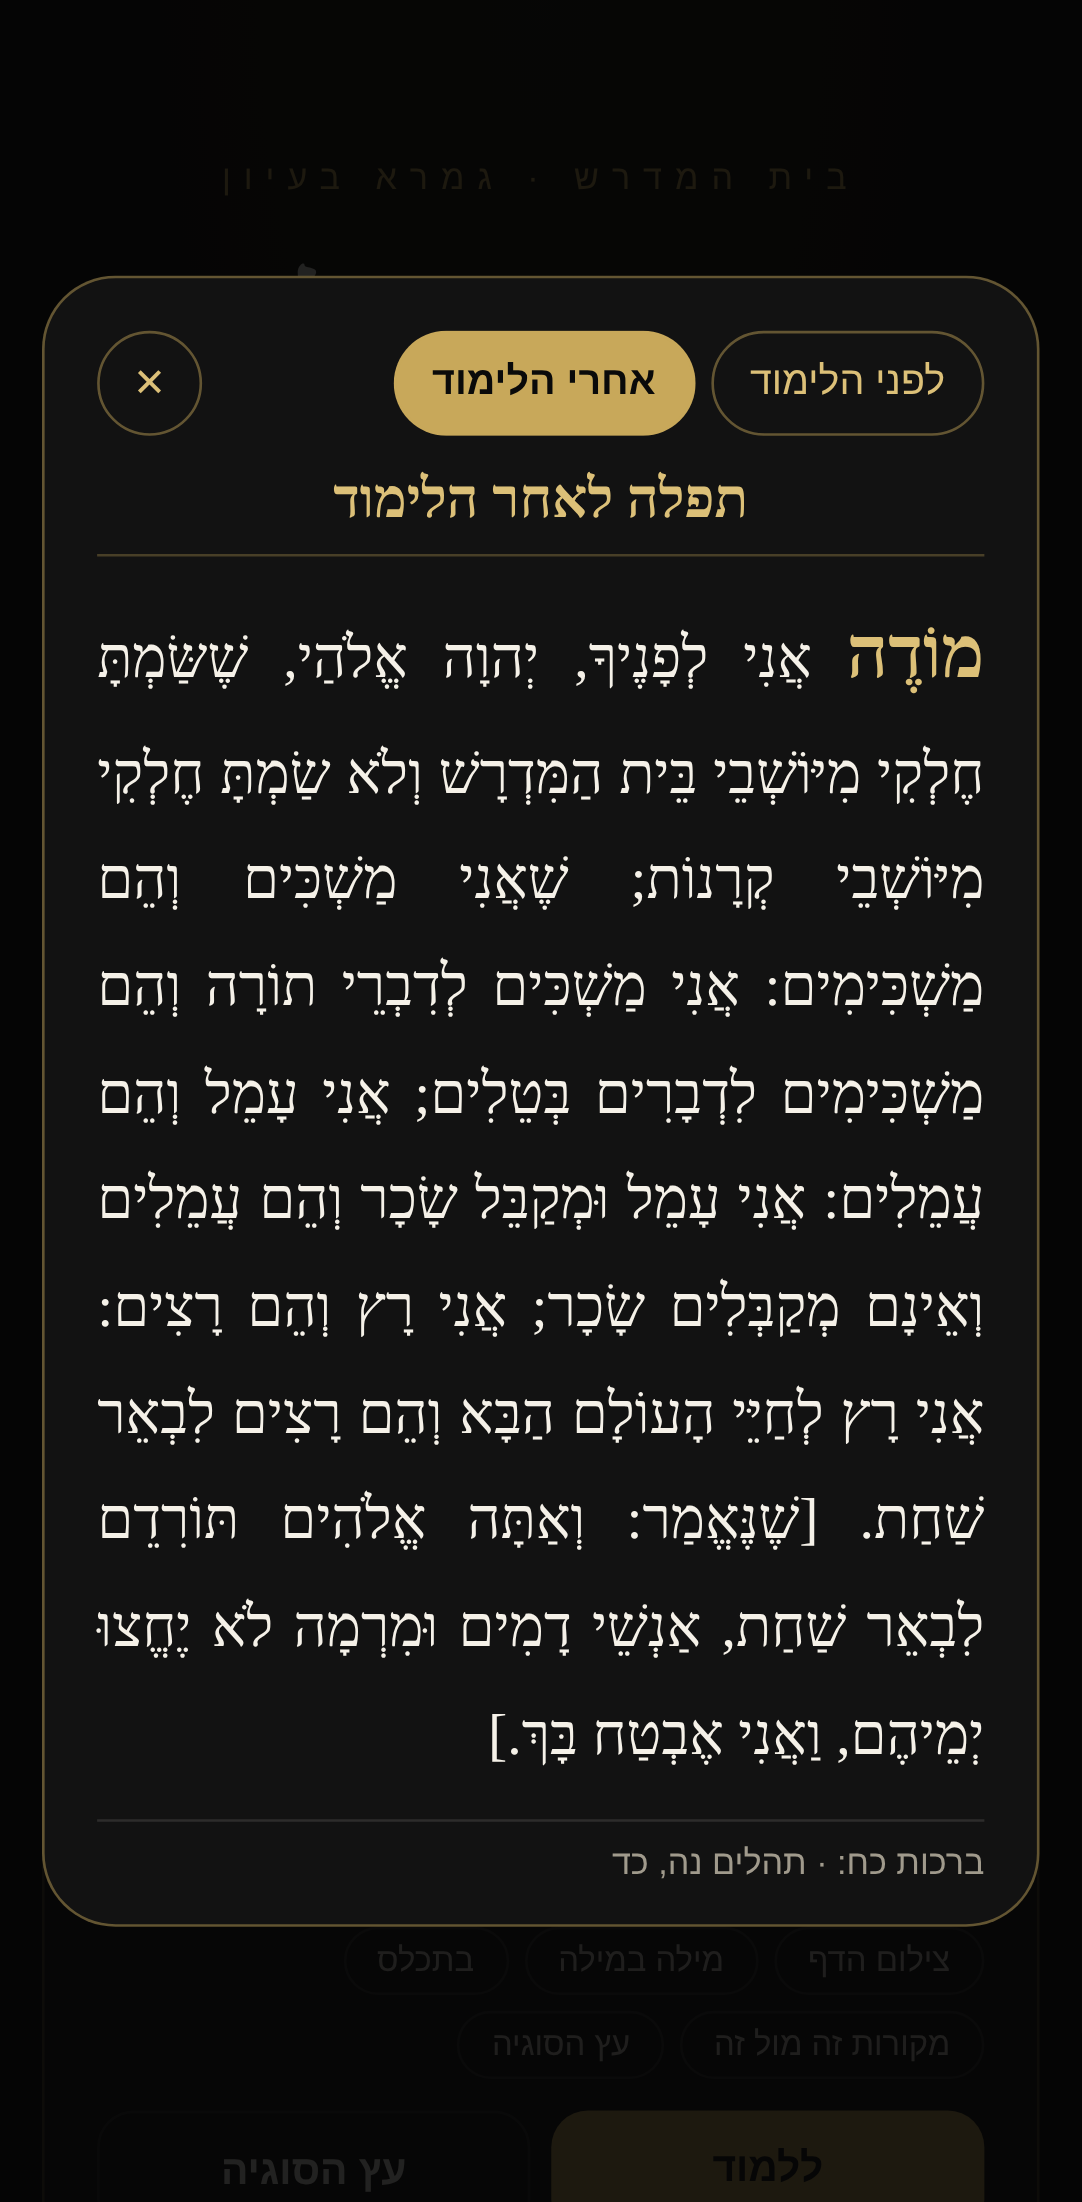 בית המדרש · גמרא בעיון
לפני הלימוד
אחרי הלימוד
✕
תפלה לאחר הלימוד
מוֹדֶה אֲנִי לְפָנֶיךָ, יְהוָה אֱלֹהַי, שֶׁשַּׂמְתָּ
חֶלְקִי מִיּוֹשְׁבֵי בֵּית הַמִּדְרָשׁ וְלֹא שַׂמְתָּ חֶלְקִי
מִיּוֹשְׁבֵי קְרָנוֹת; שֶׁאֲנִי מַשְׁכִּים וְהֵם
מַשְׁכִּימִים: אֲנִי מַשְׁכִּים לְדִבְרֵי תוֹרָה וְהֵם
מַשְׁכִּימִים לִדְבָרִים בְּטֵלִים; אֲנִי עָמֵל וְהֵם
עֲמֵלִים: אֲנִי עָמֵל וּמְקַבֵּל שָׂכָר וְהֵם עֲמֵלִים
וְאֵינָם מְקַבְּלִים שָׂכָר; אֲנִי רָץ וְהֵם רָצִים:
אֲנִי רָץ לְחַיֵּי הָעוֹלָם הַבָּא וְהֵם רָצִים לִבְאֵר
שַׁחַת. [שֶׁנֶּאֱמַר: וְאַתָּה אֱלֹהִים תּוֹרִדֵם
לִבְאֵר שַׁחַת, אַנְשֵׁי דָמִים וּמִרְמָה לֹא יֶחֱצוּ
יְמֵיהֶם, וַאֲנִי אֶבְטַח בָּךְ.]
ברכות כח: · תהלים נה, כד
צילום הדף
מילה במילה
בתכלס
מקורות זה מול זה
עץ הסוגיה
ללמוד
עץ הסוגיה